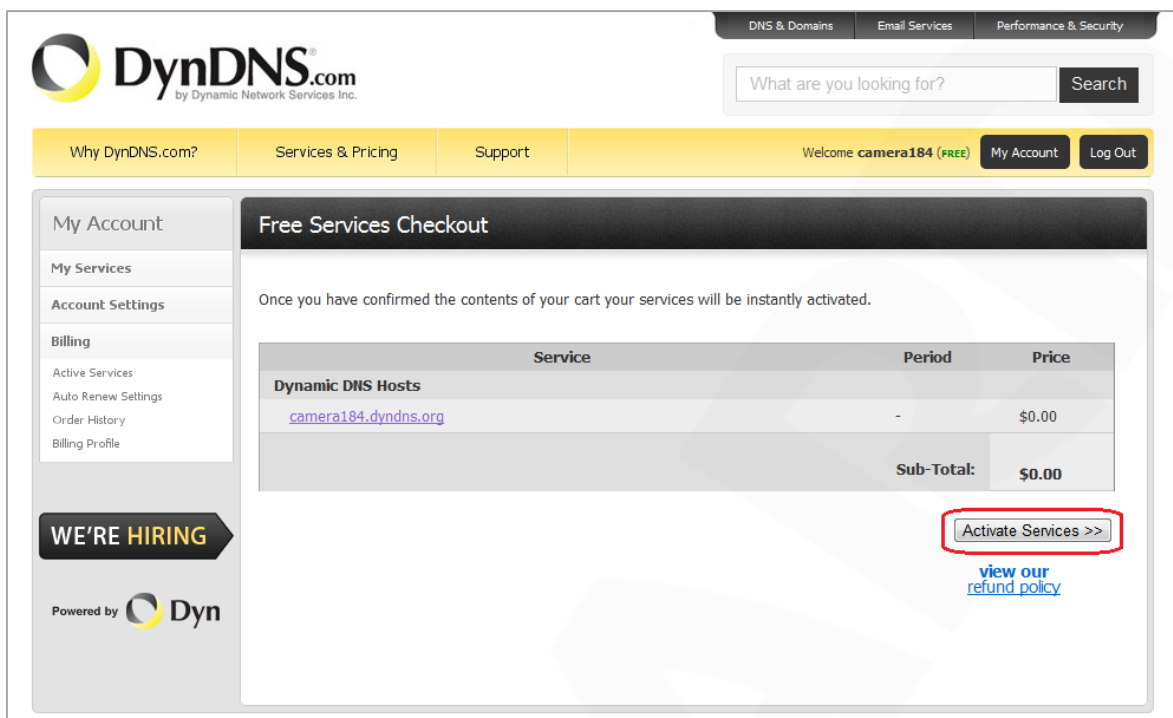 DNS & Domains Email Services Performance & Security
DynDNS.com
by Dynamic Network Services Inc.
What are you looking for? Search
Why DynDNS.com? Services & Pricing Support Welcome camera184 (FREE) My Account Log Out
My Account
My Services
Account Settings
Billing
Active Services
Auto Renew Settings
Order History
Billing Profile
WE'RE HIRING
Powered by Dyn
Free Services Checkout
Once you have confirmed the contents of your cart your services will be instantly activated.
Service Period Price
Dynamic DNS Hosts
camera184.dyndns.org - $0.00
Sub-Total: $0.00
Activate Services >>
view our
refund policy